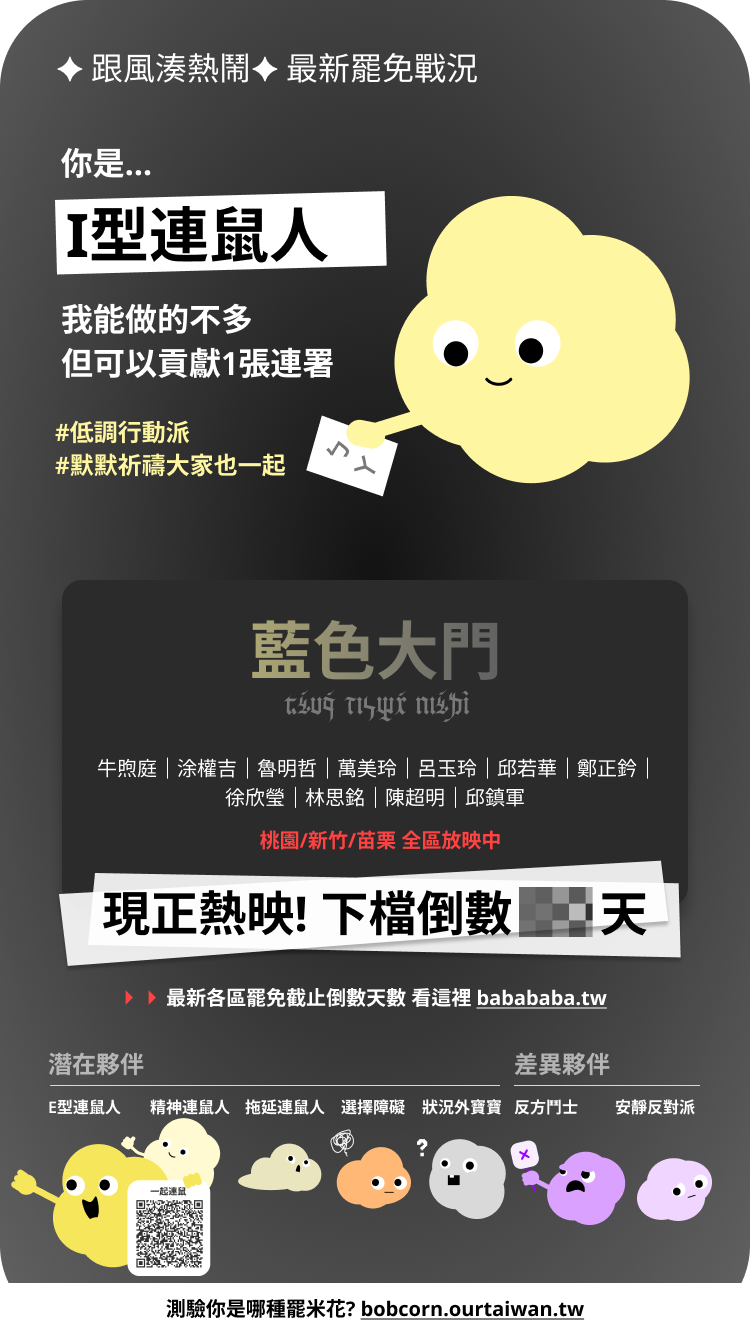 ✦ 跟風湊熱鬧✦ 最新罷免戰況
你是...
I型連鼠人
我能做的不多
但可以貢獻1張連署
#低調行動派
#默默祈禱大家也一起
ㄅㄚ
藍色大門
牛煦庭｜涂權吉｜魯明哲｜萬美玲｜呂玉玲｜邱若華｜鄭正鈐｜
徐欣瑩｜林思銘｜陳超明｜邱鎮軍
桃園/新竹/苗栗 全區放映中
現正熱映! 下檔倒數 天
最新各區罷免截止倒數天數 看這裡 babababa.tw
潛在夥伴
差異夥伴
E型連鼠人 精神連鼠人 拖延連鼠人 選擇障礙 狀況外寶寶 反方鬥士 安靜反對派
?
一起連鼠
測驗你是哪種罷米花? bobcorn.ourtaiwan.tw